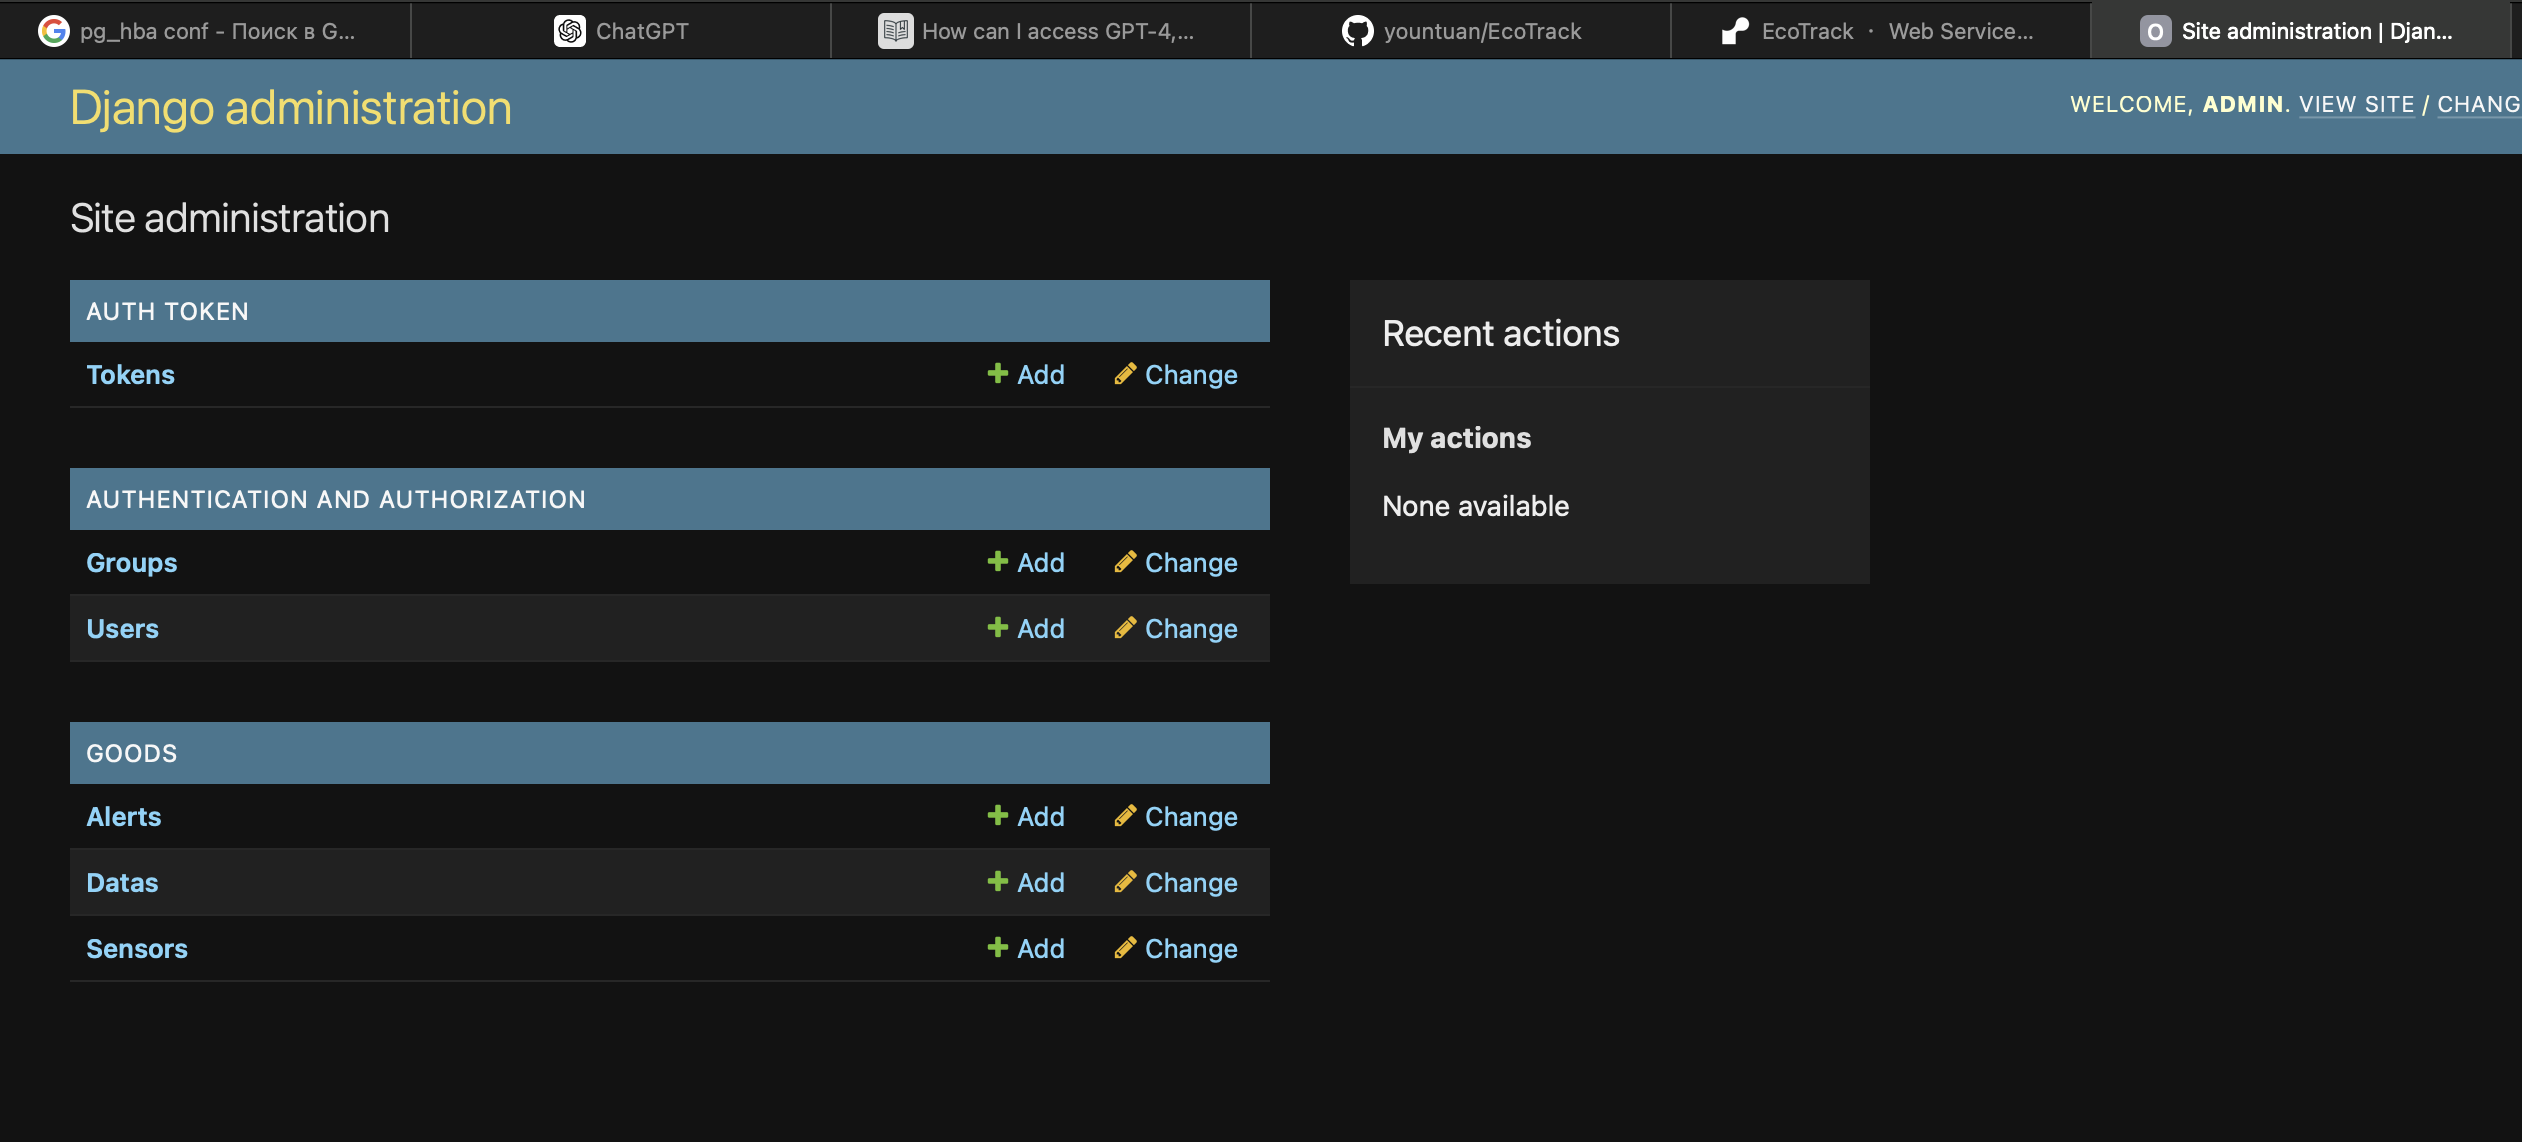 pg_hba conf - Поиск в G...
ChatGPT
How can I access GPT-4,...
yountuan/EcoTrack
EcoTrack · Web Service...
O Site administration | Djan...
Django administration
WELCOME, ADMIN. VIEW SITE / CHANG
Site administration
AUTH TOKEN
Tokens Add Change
AUTHENTICATION AND AUTHORIZATION
Groups Add Change
Users Add Change
GOODS
Alerts Add Change
Datas Add Change
Sensors Add Change
Recent actions
My actions
None available